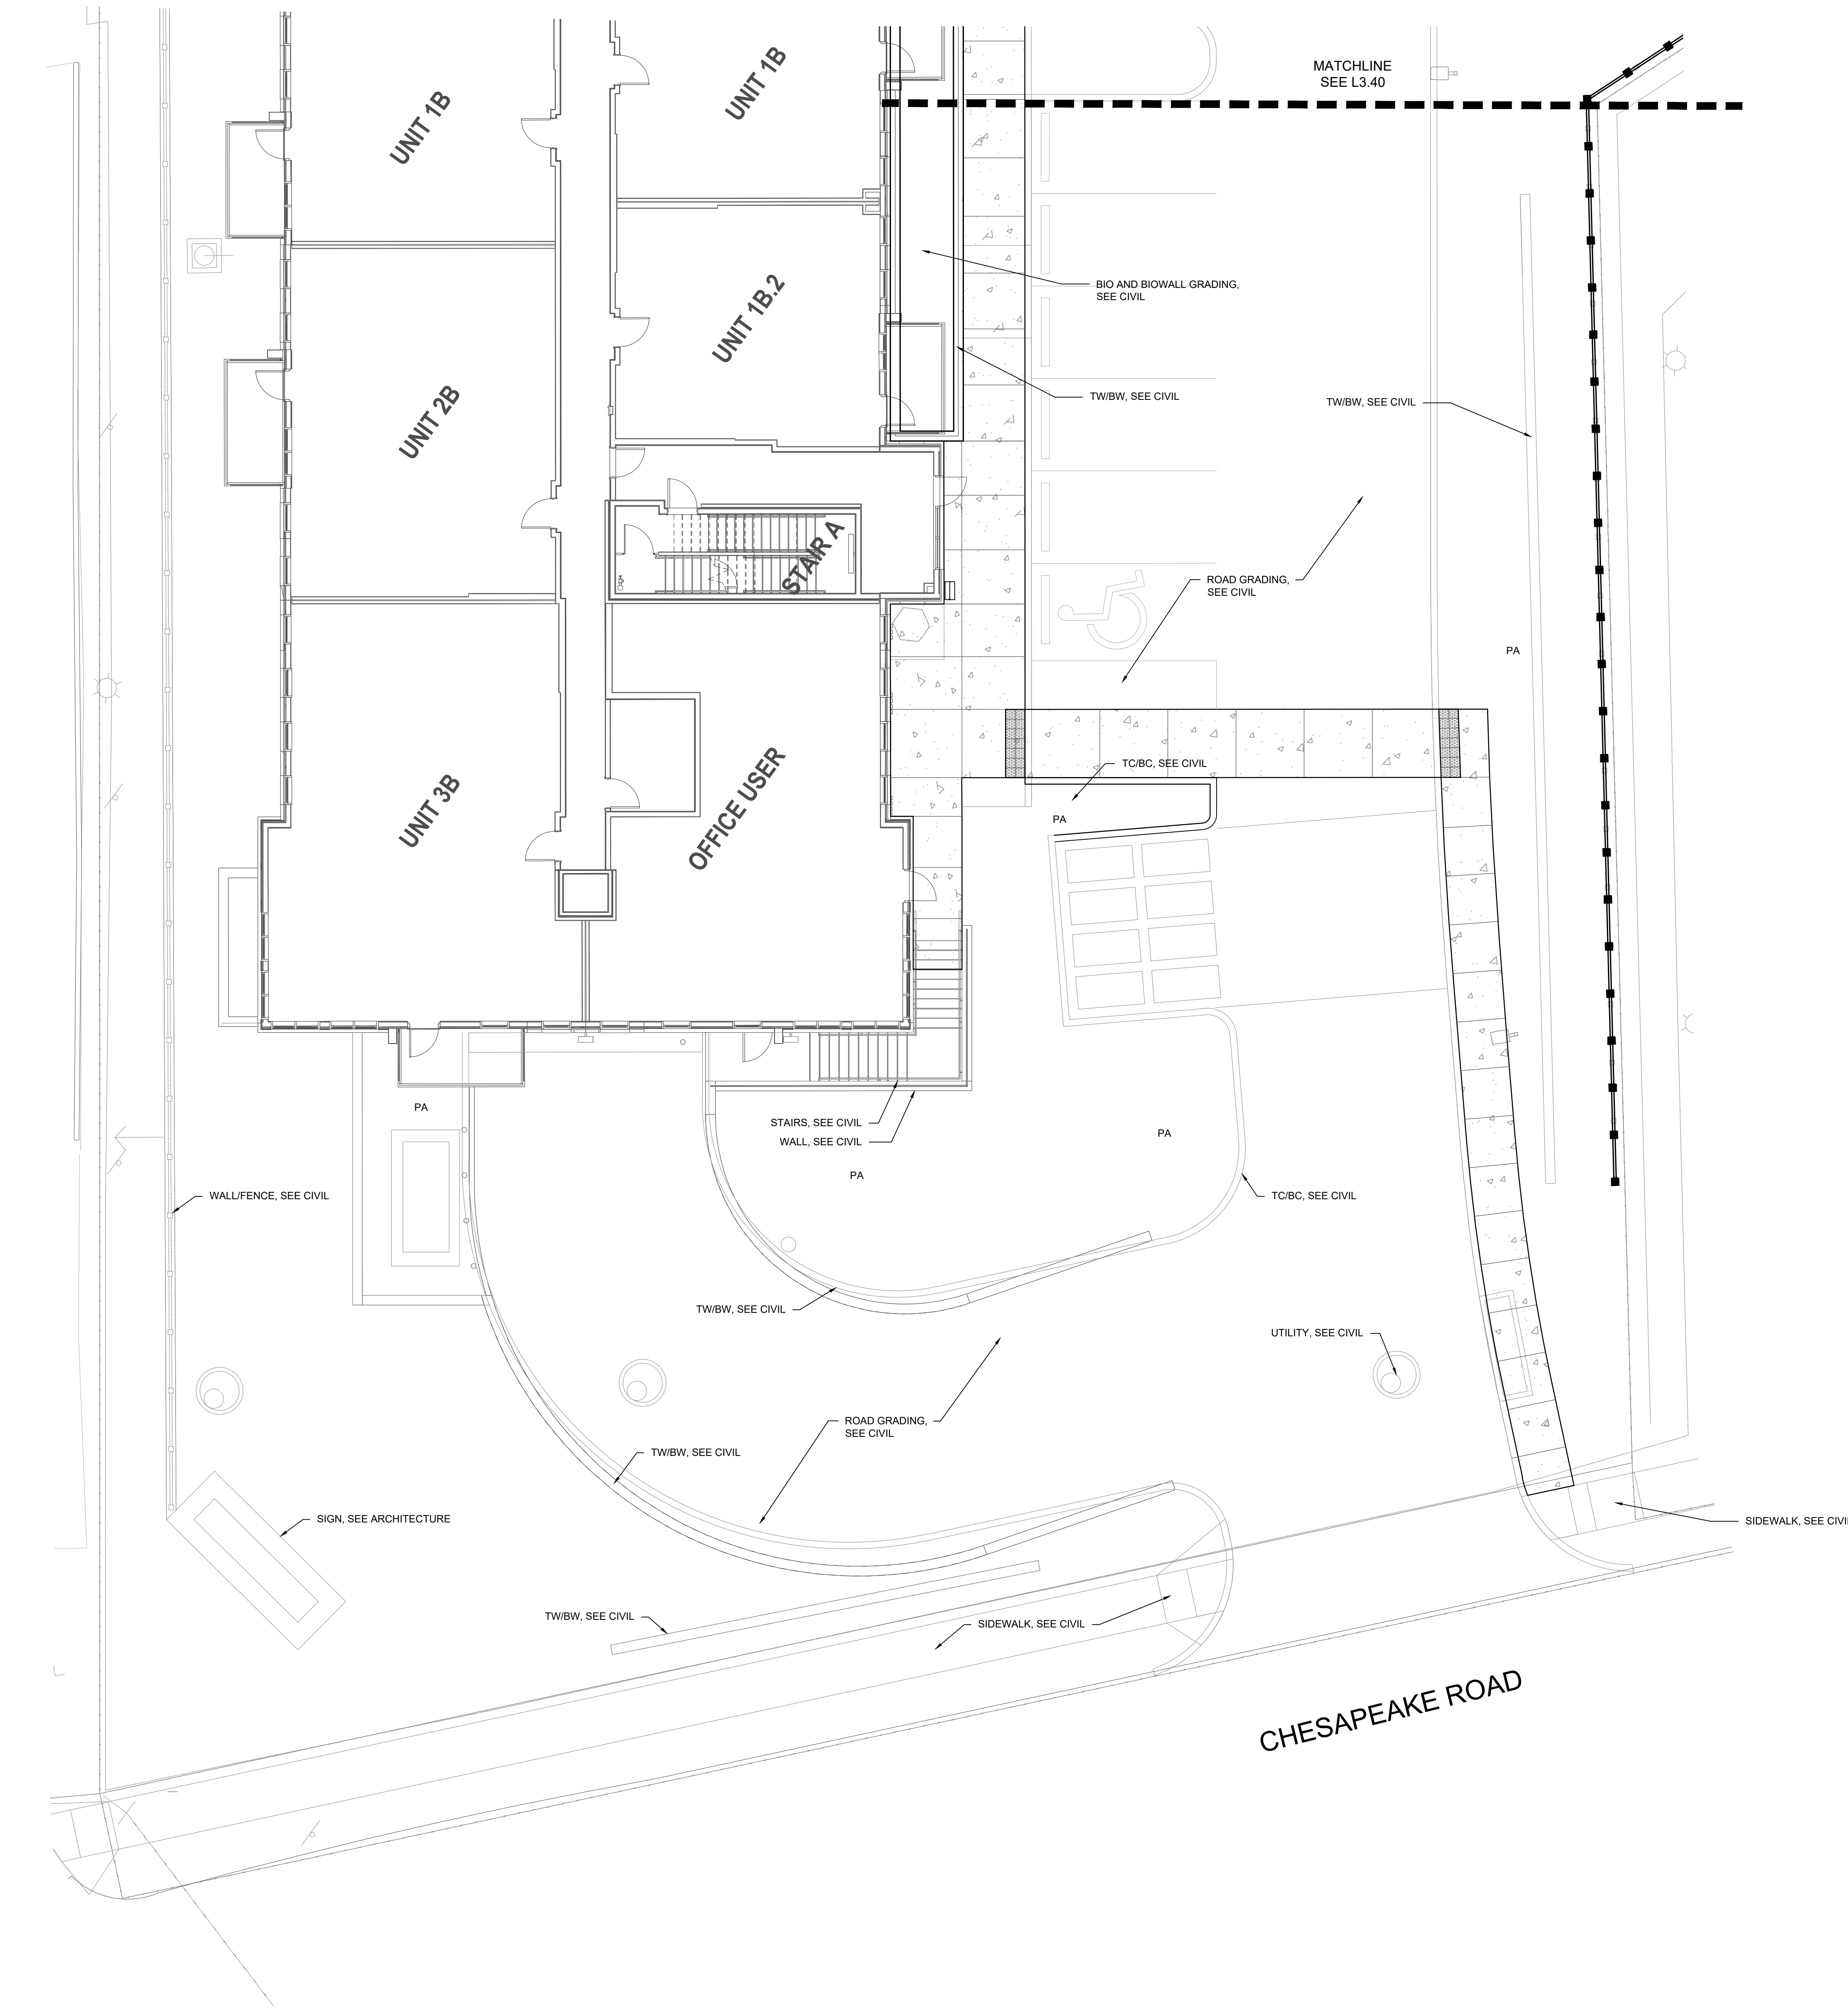 MATCHLINE
SEE L3.40
UNIT 1B
UNIT 1B
BIO AND BIOWALL GRADING,
SEE CIVIL
UNIT 1B.2
UNIT 2B
TW/BW, SEE CIVIL
TW/BW, SEE CIVIL
STAIR A
ROAD GRADING,
SEE CIVIL
PA
TC/BC, SEE CIVIL
PA
UNIT 3B
OFFICE USER
PA
STAIRS, SEE CIVIL
WALL, SEE CIVIL
PA
PA
WALL/FENCE, SEE CIVIL
TC/BC, SEE CIVIL
TW/BW, SEE CIVIL
UTILITY, SEE CIVIL
ROAD GRADING,
SEE CIVIL
TW/BW, SEE CIVIL
SIGN, SEE ARCHITECTURE
SIDEWALK, SEE CIVI
TW/BW, SEE CIVIL
SIDEWALK, SEE CIVIL
CHESAPEAKE ROAD